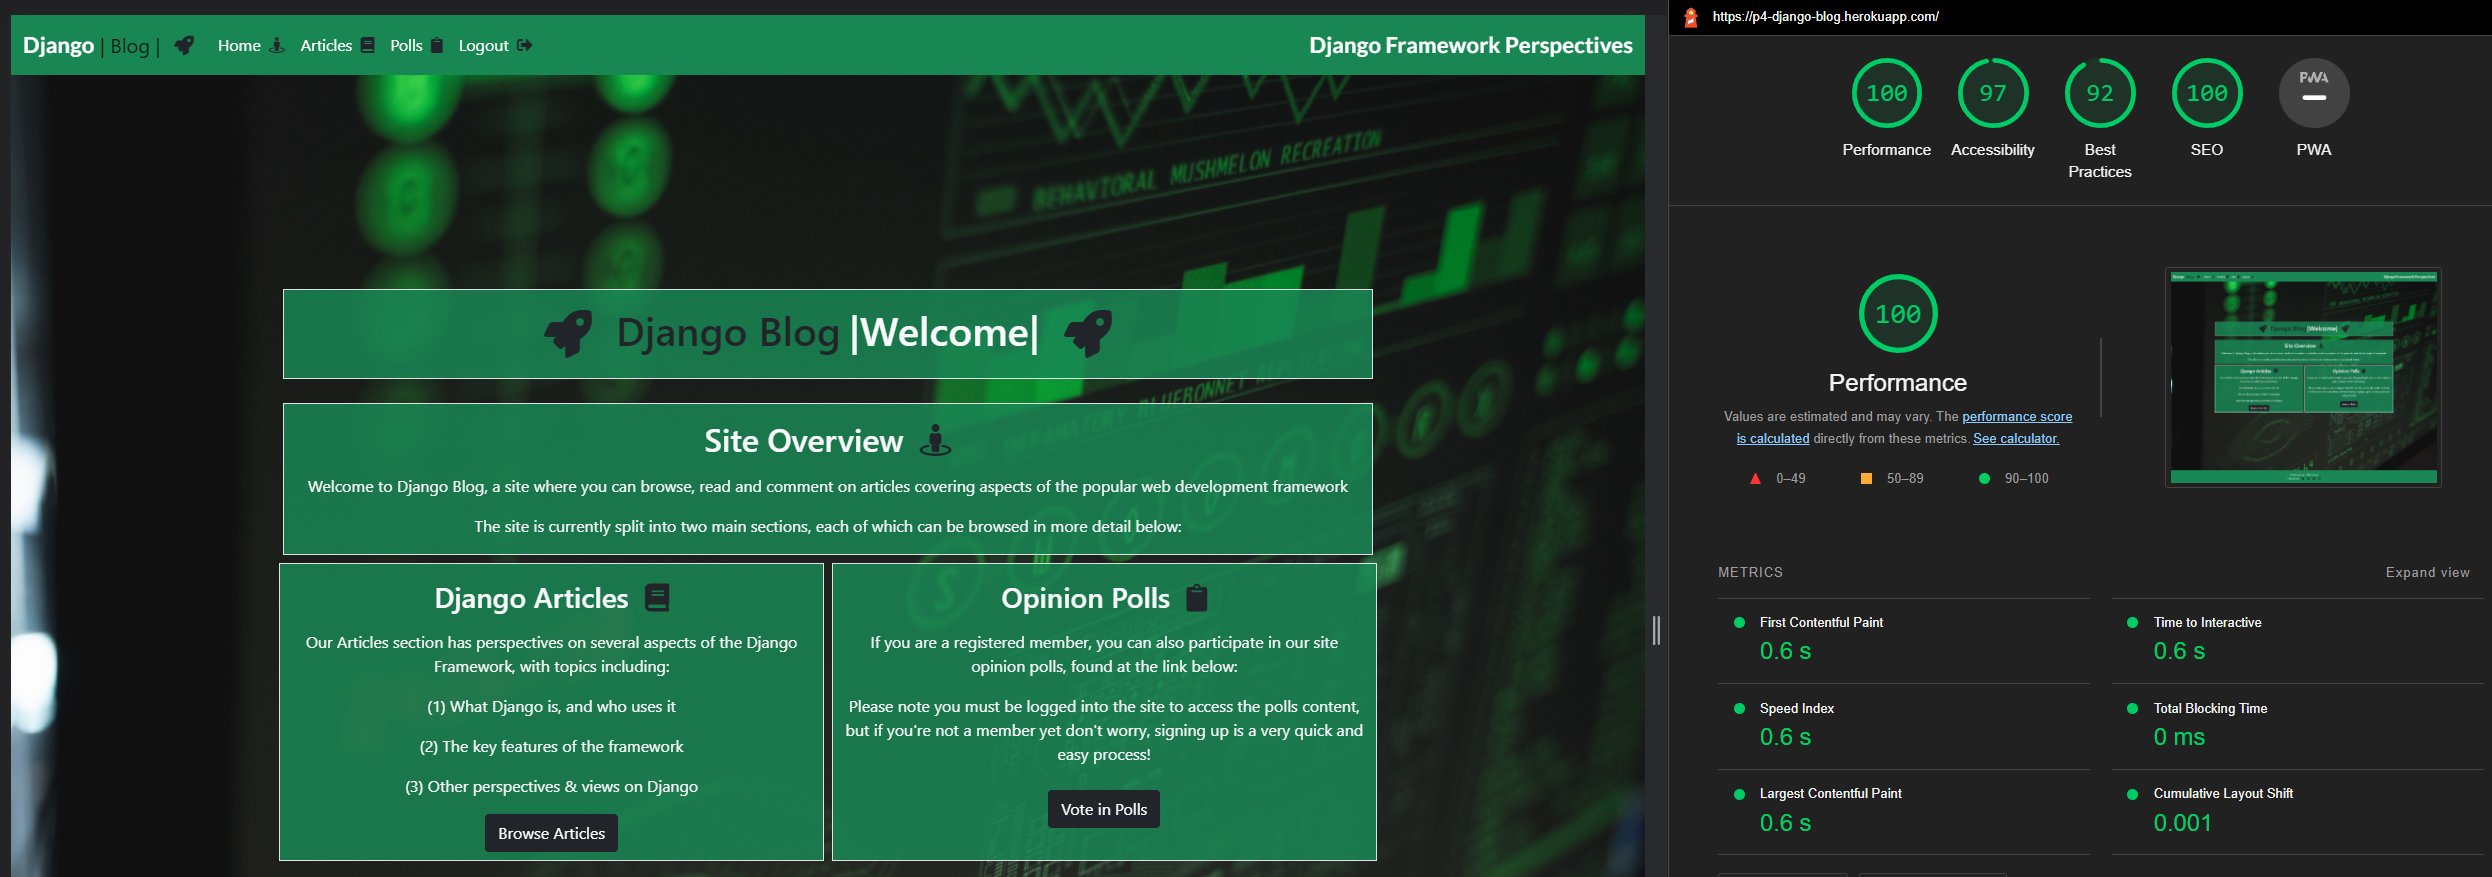 Django | Blog |
Home
Articles
Polls
Logout
Django Framework Perspectives
BEHAVIORAL MUSHMELON RECREATION
Django Blog |Welcome|
Site Overview
Welcome to Django Blog, a site where you can browse, read and comment on articles covering aspects of the popular web development framework
The site is currently split into two main sections, each of which can be browsed in more detail below:
Django Articles
Our Articles section has perspectives on several aspects of the Django
Framework, with topics including:
(1) What Django is, and who uses it
(2) The key features of the framework
(3) Other perspectives & views on Django
Browse Articles
Opinion Polls
If you are a registered member, you can also participate in our site
opinion polls, found at the link below:
Please note you must be logged into the site to access the polls content,
but if you're not a member yet don't worry, signing up is a very quick and
easy process!
Vote in Polls
https://p4-django-blog.herokuapp.com/
100
Performance
97
Accessibility
92
Best
Practices
100
SEO
PWA
PWA
100
Performance
Values are estimated and may vary. The performance score
is calculated directly from these metrics. See calculator.
0–49
50–89
90–100
METRICS
Expand view
First Contentful Paint
0.6 s
Time to Interactive
0.6 s
Speed Index
0.6 s
Total Blocking Time
0 ms
Largest Contentful Paint
0.6 s
Cumulative Layout Shift
0.001